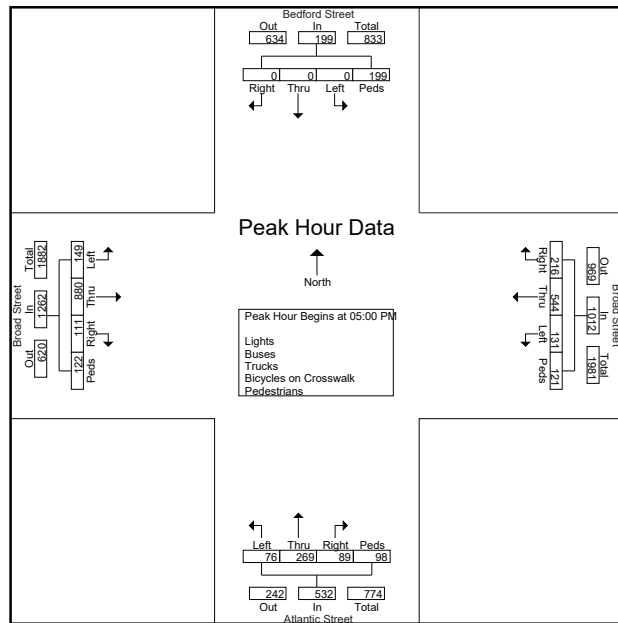 Bedford Street
Out In Total
634 199 833
0 0 0 199
Right Thru Left Peds
Peak Hour Data
North
Peak Hour Begins at 05:00 PM
Lights
Buses
Trucks
Bicycles on Crosswalk
Pedestrians
Broad Street
Total In Out
1882 1262 620
149 880 111 122
Left Thru Right Peds
Broad Street
Out In Total
969 1012 1981
216 544 131 121
Right Thru Left Peds
Left Thru Right Peds
76 269 89 98
242 532 774
Out In Total
Atlantic Street